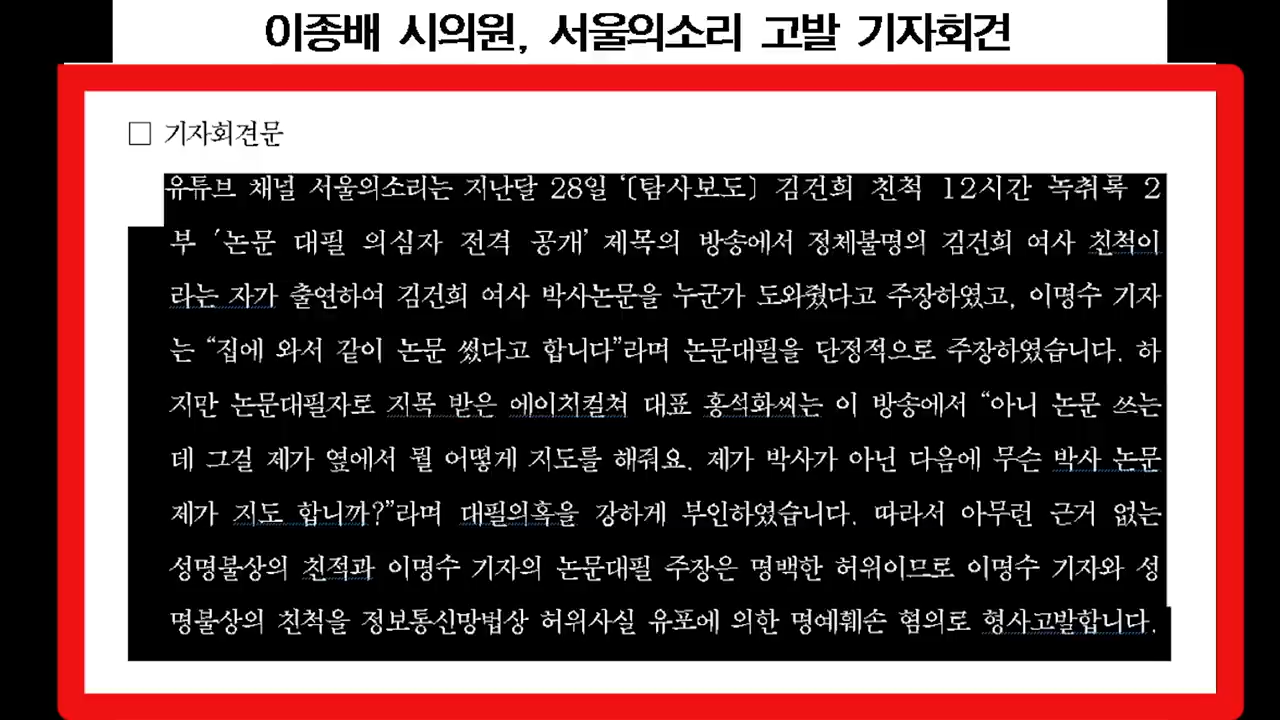 이종배 시의원, 서울의소리 고발 기자회견
□ 기자회견문
유튜브 채널 서울의소리는 지난달 28일 ‘〔탐사보도〕 김건희 친척 12시간 녹취록 2
부 ′논문 대필 의심자 전격 공개’ 제목의 방송에서 정체불명의 김건희 여사 친척이
라는 자가 출연하여 김건희 여사 박사논문을 누군가 도와줬다고 주장하였고, 이명수 기자
는 “집에 와서 같이 논문 썼다고 합니다”라며 논문대필을 단정적으로 주장하였습니다. 하
지만 논문대필자로 지목 받은 에이치컬쳐 대표 홍석화씨는 이 방송에서 “아니 논문 쓰는
데 그걸 제가 옆에서 뭘 어떻게 지도를 해줘요. 제가 박사가 아닌 다음에 무슨 박사 논문
제가 지도 합니까?”라며 대필의혹을 강하게 부인하였습니다. 따라서 아무런 근거 없는
성명불상의 친적과 이명수 기자의 논문대필 주장은 명백한 허위이므로 이명수 기자와 성
명불상의 친척을 정보통신망법상 허위사실 유포에 의한 명예훼손 혐의로 형사고발합니다.